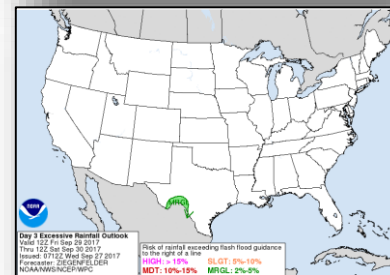 MRGL
Day 3 Excessive Rainfall Outlook
Valid 12Z Fri Sep 29 2017
Thru 12Z Sat Sep 30 2017
Issued: 0712Z Wed Sep 27 2017
Forecaster: ZIEGENFELDER
NOAA/NWS/NCEP/WPC
Risk of rainfall exceeding flash flood guidance
to the right of a line
HIGH: > 15% SLGT: 5%-10%
MDT: 10%-15% MRGL: 2%-5%